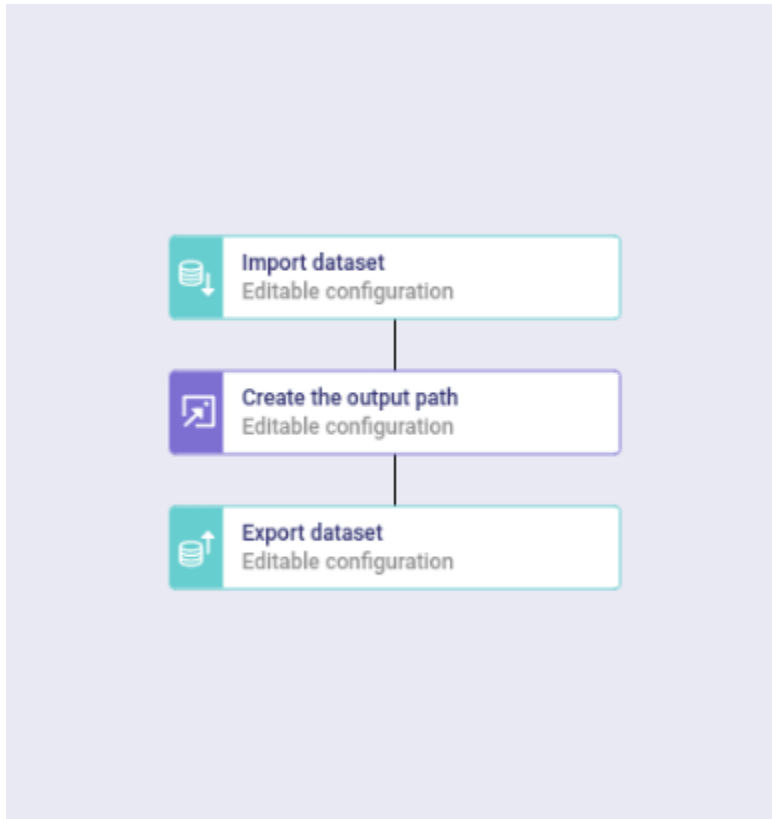 Import dataset
Editable configuration
Create the output path
Editable configuration
Export dataset
Editable configuration